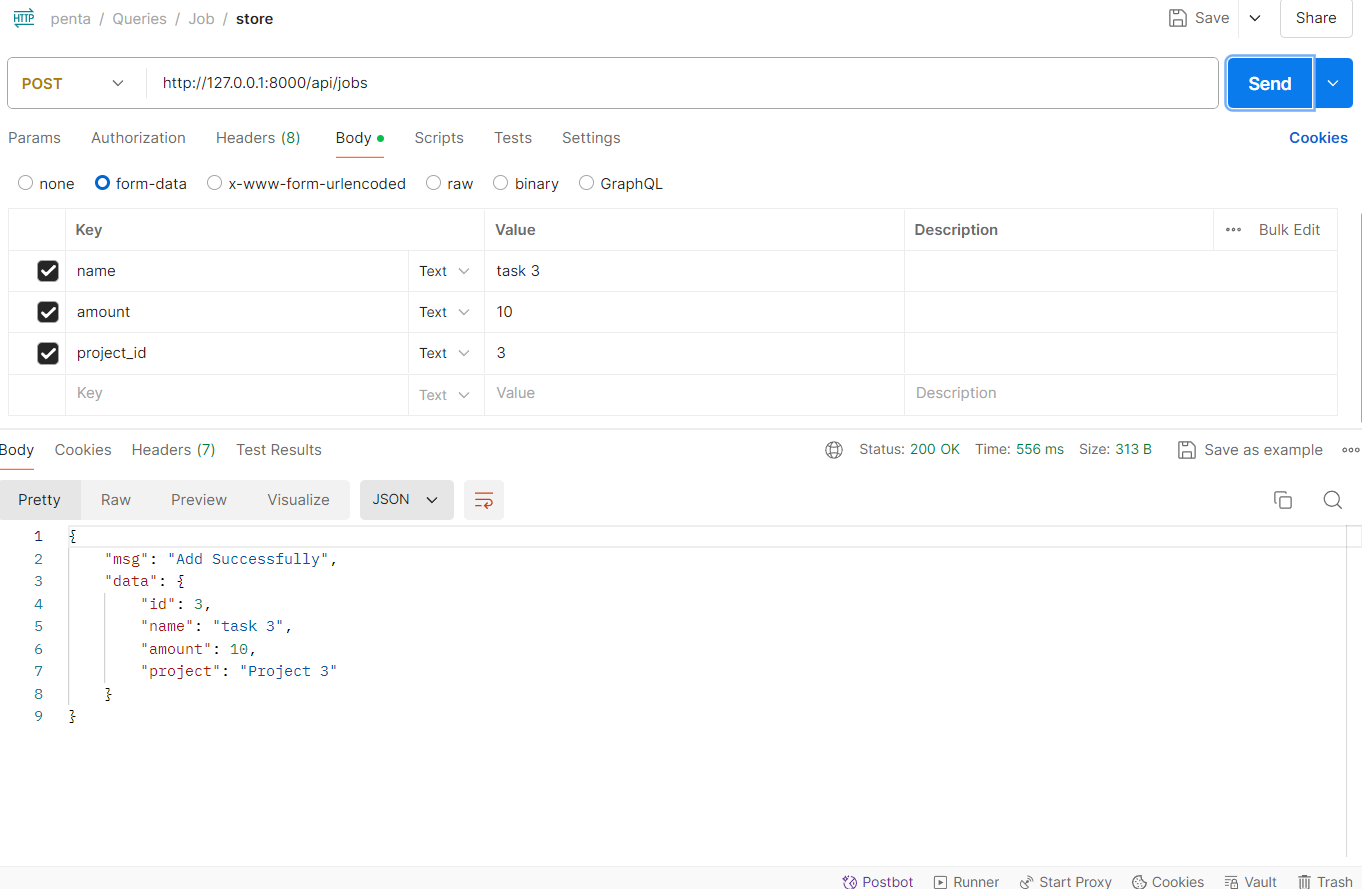 HTTP penta / Queries / Job / store Save Share
POST http://127.0.0.1:8000/api/jobs Send
Params Authorization Headers (8) Body Scripts Tests Settings Cookies
none form-data x-www-form-urlencoded raw binary GraphQL
Key Value Description ••• Bulk Edit
name Text task 3
amount Text 10
project_id Text 3
Key Text Value Description
Body Cookies Headers (7) Test Results Status: 200 OK Time: 556 ms Size: 313 B Save as example •••
Pretty Raw Preview Visualize JSON
1 {
2 "msg": "Add Successfully",
3 "data": {
4 "id": 3,
5 "name": "task 3",
6 "amount": 10,
7 "project": "Project 3"
8 }
9 }
Postbot Runner Start Proxy Cookies Vault Trash